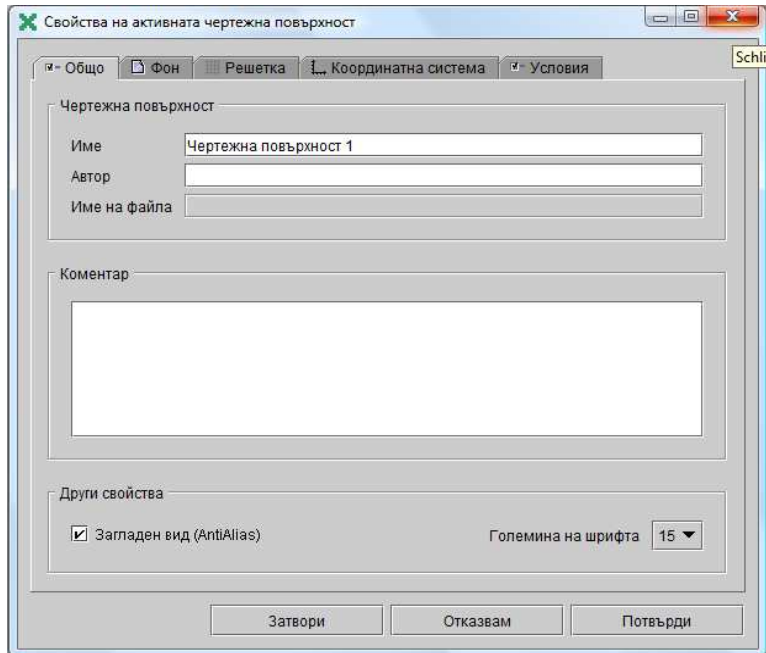 Свойства на активната чертежна повърхност
Schli
Общо Фон Решетка Координатна система Условия
Чертежна повърхност
Име Чертежна повърхност 1
Автор
Име на файла
Коментар
Други свойства
Загладен вид (AntiAlias) Големина на шрифта 15
Затвори Отказвам Потвърди